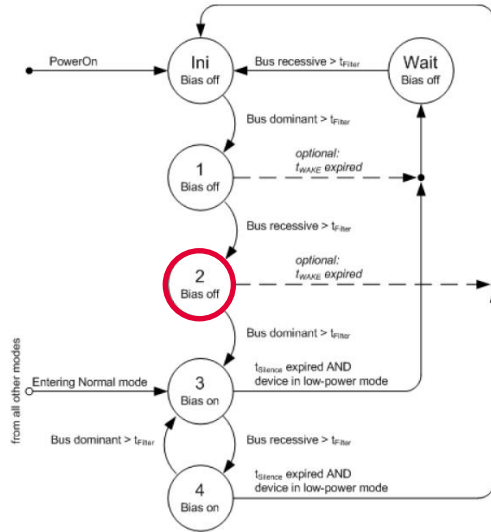 Ini
Bias off
Wait
Bias off
PowerOn
Bus recessive > tFilter
Bus dominant > tFilter
1
Bias off
optional:
tWAKE expired
Bus recessive > tFilter
2
Bias off
optional:
tWAKE expired
Bus dominant > tFilter
from all other modes
Entering Normal mode
3
Bias on
tSilence expired AND
device in low-power mode
Bus dominant > tFilter
Bus recessive > tFilter
4
Bias on
tSilence expired AND
device in low-power mode